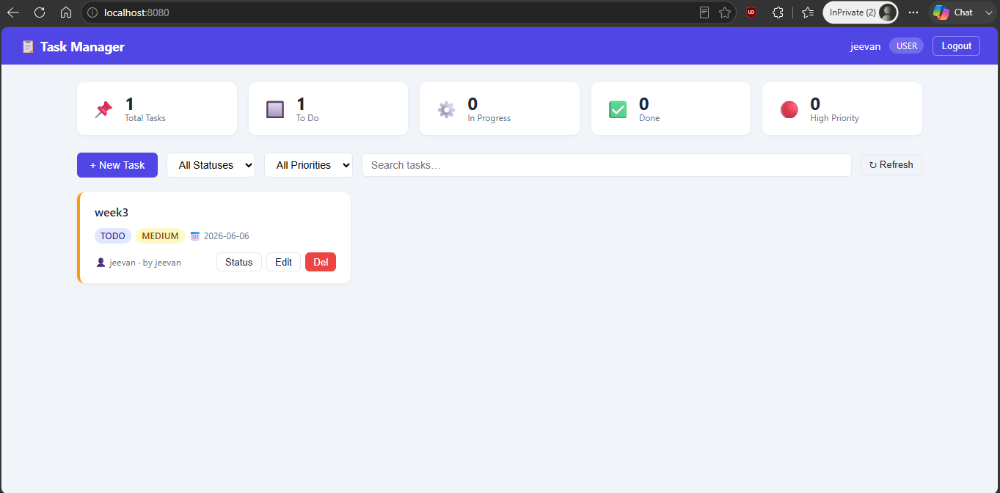 localhost:8080
InPrivate (2)
Chat
Task Manager
jeevan USER Logout
1
Total Tasks
1
To Do
0
In Progress
0
Done
0
High Priority
+ New Task All Statuses All Priorities Search tasks… ↻ Refresh
week3
TODO MEDIUM 2026-06-06
jeevan · by jeevan Status Edit Del